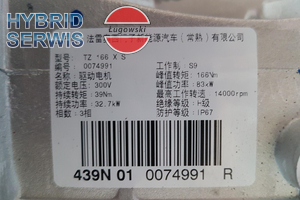 HYBRID
SERWIS
Ługowski
汽车（常熟）有限公司
型号： TZ 166 X S
编号： 0074991
名称：驱动电机
额定电压：300V
持续转矩：39Nm
持续功率：32.7kW
相数：3相
工作制：S9
峰值转矩：166Nm
峰值功率：83kW
最高工作转速：14000rpm
绝缘等级：H级
防护等级：IP67
439N 01 0074991 R